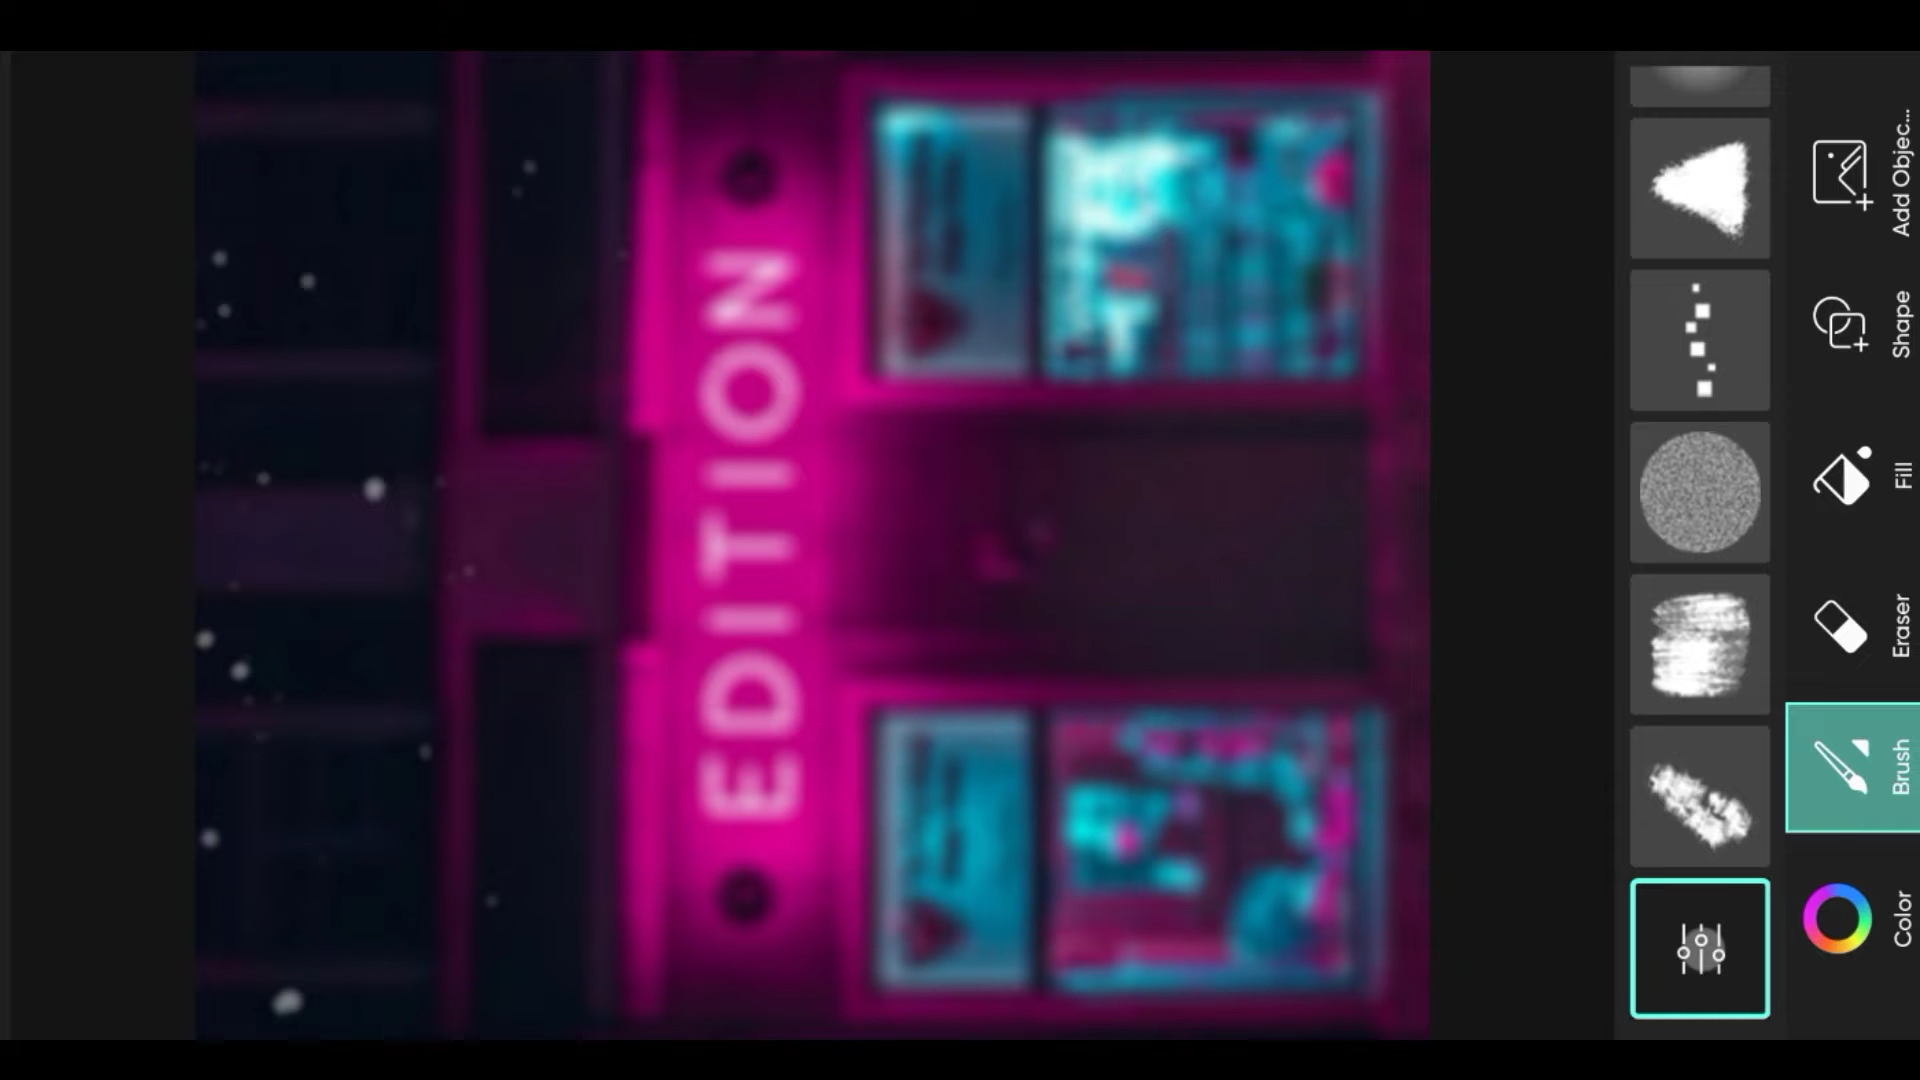 EDITION
Color
Brush
Eraser
Fill
Shape
Add Objec...